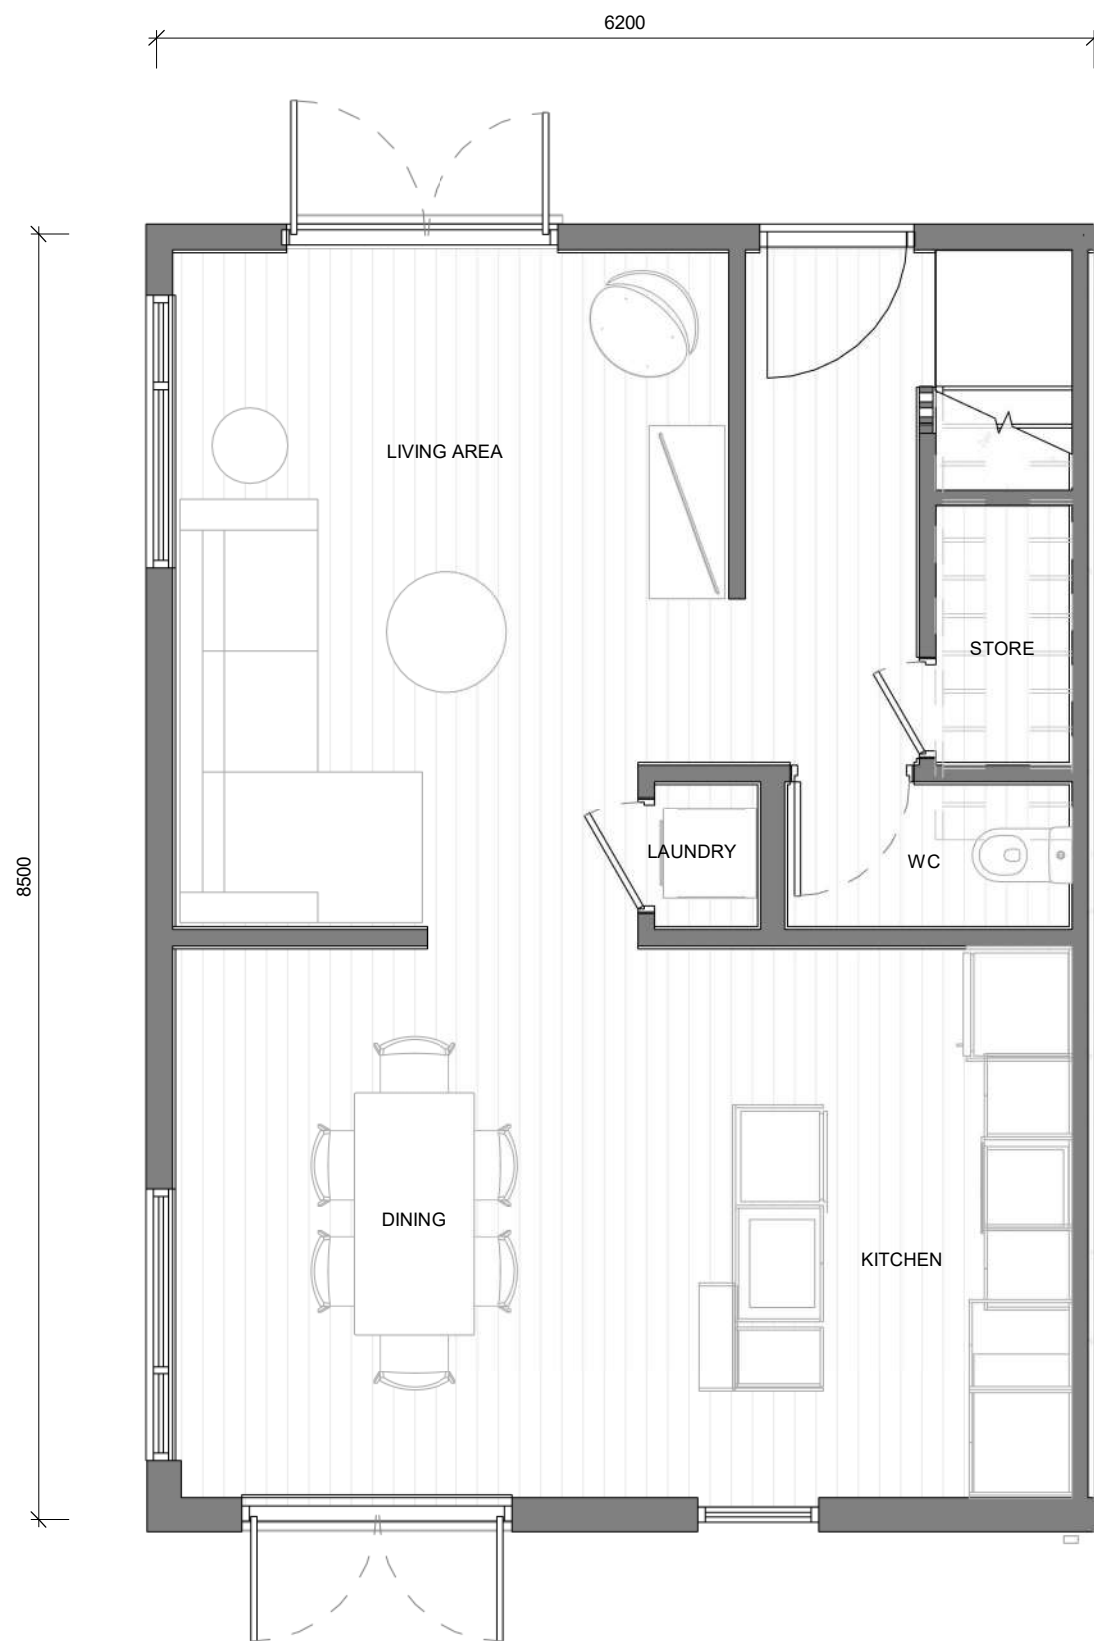 6200
LIVING AREA
STORE
LAUNDRY
WC
8500
DINING
KITCHEN